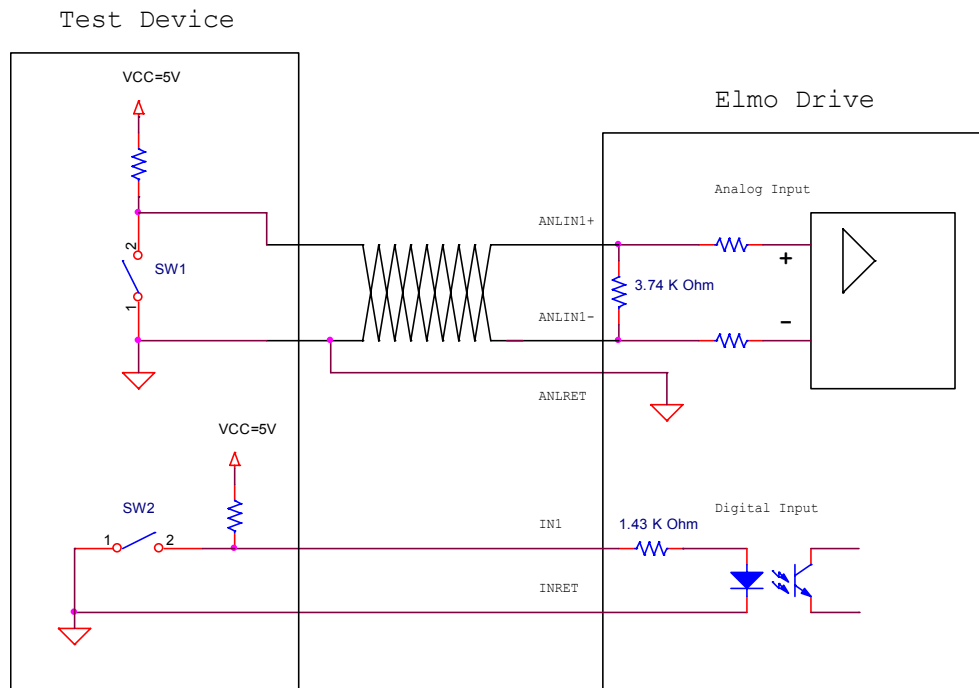 Test Device
VCC=5V
Elmo Drive
Analog Input
ANLIN1+
2
SW1
+
3.74 K Ohm
1
ANLIN1-
-
ANLRET
VCC=5V
SW2
IN1
1.43 K Ohm
Digital Input
1
2
INRET